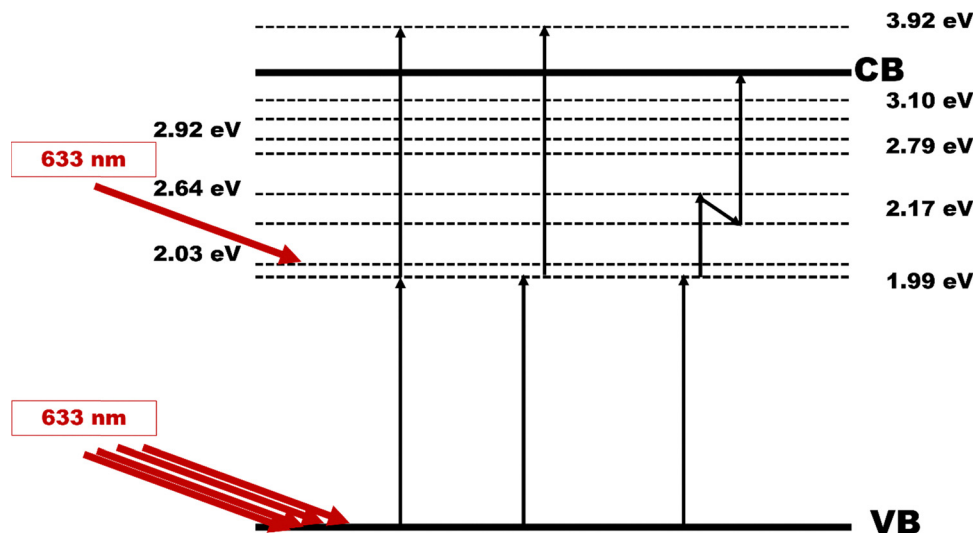 3.92 eV
CB
3.10 eV
2.92 eV
2.79 eV
633 nm
2.64 eV
2.17 eV
2.03 eV
1.99 eV
633 nm
VB